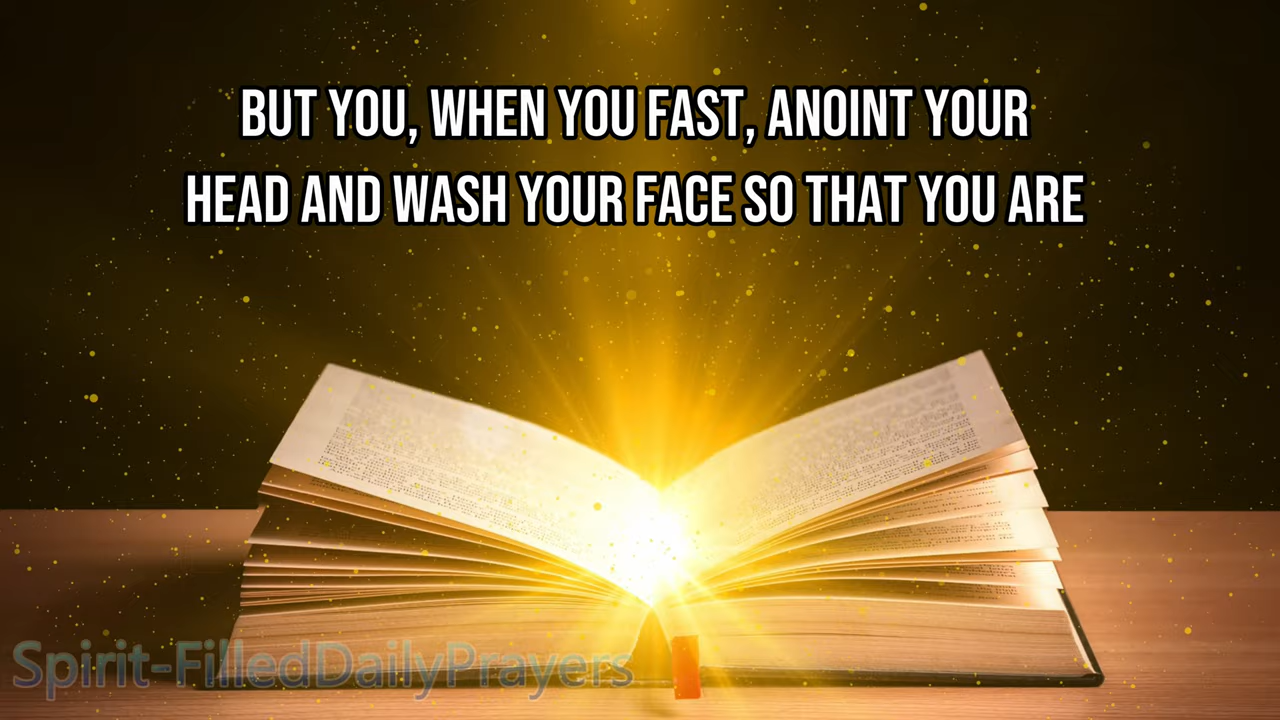 BUT YOU, WHEN YOU FAST, ANOINT YOUR
HEAD AND WASH YOUR FACE SO THAT YOU ARE
Spirit-FilledDailyPrayers